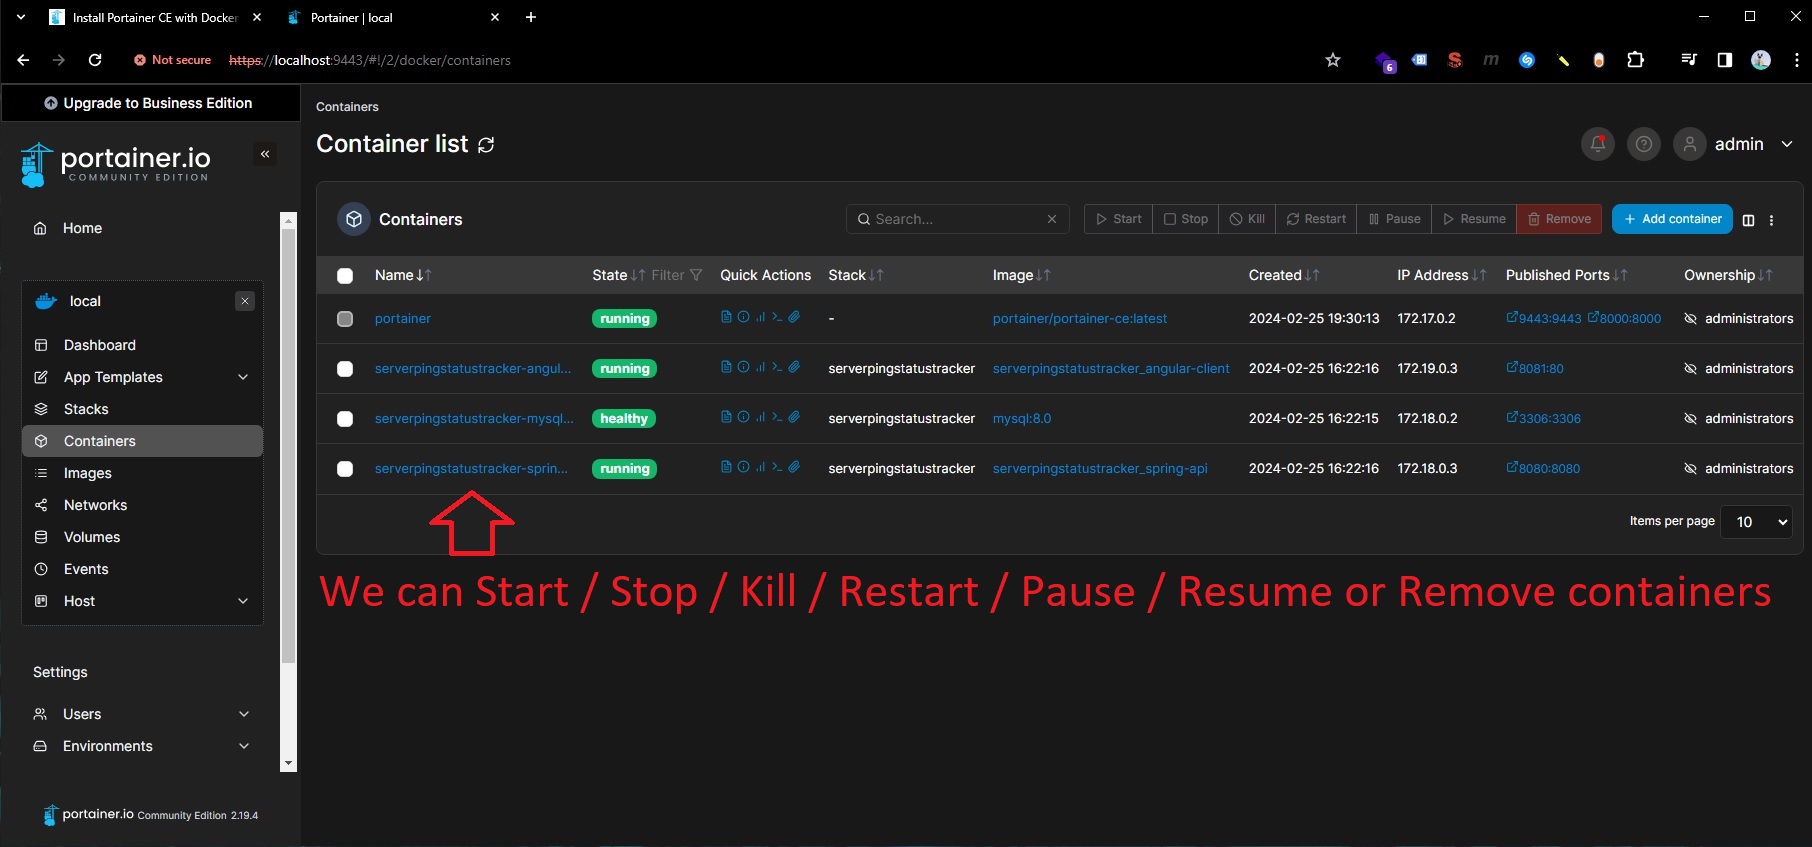 Install Portainer CE with Docker
Portainer | local
Not secure
https://localhost:9443/#!/2/docker/containers
6
Upgrade to Business Edition
portainer.io
COMMUNITY EDITION
Home
local
Dashboard
App Templates
Stacks
Containers
Images
Networks
Volumes
Events
Host
Settings
Users
Environments
portainer.io Community Edition 2.19.4
Containers
Container list
admin
Containers
Search...
Start Stop Kill Restart Pause Resume Remove Add container
Name State Filter Quick Actions Stack Image Created IP Address Published Ports Ownership
portainer running - portainer/portainer-ce:latest 2024-02-25 19:30:13 172.17.0.2 9443:9443 8000:8000 administrators
serverpingstatustracker-angul... running serverpingstatustracker serverpingstatustracker_angular-client 2024-02-25 16:22:16 172.19.0.3 8081:80 administrators
serverpingstatustracker-mysql... healthy serverpingstatustracker mysql:8.0 2024-02-25 16:22:15 172.18.0.2 3306:3306 administrators
serverpingstatustracker-sprin... running serverpingstatustracker serverpingstatustracker_spring-api 2024-02-25 16:22:16 172.18.0.3 8080:8080 administrators
Items per page 10
We can Start / Stop / Kill / Restart / Pause / Resume or Remove containers